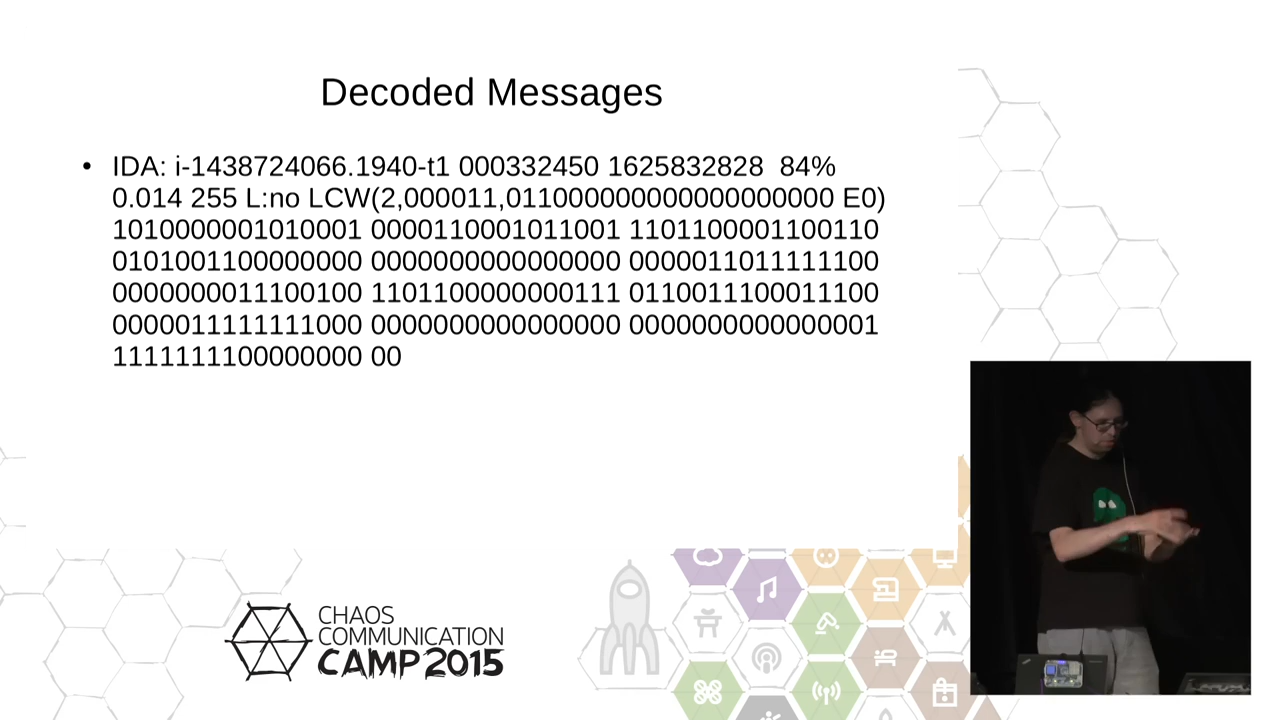 Decoded Messages
• IDA: i-1438724066.1940-t1 000332450 1625832828 84%
0.014 255 L:no LCW(2,000011,011000000000000000000 E0)
1010000001010001 0000110001011001 1101100001100110
0101001100000000 0000000000000000 0000011011111100
0000000011100100 1101100000000111 0110011100011100
0000011111111000 0000000000000000 0000000000000001
1111111100000000 00
CHAOS
COMMUNICATION
CAMP 2015